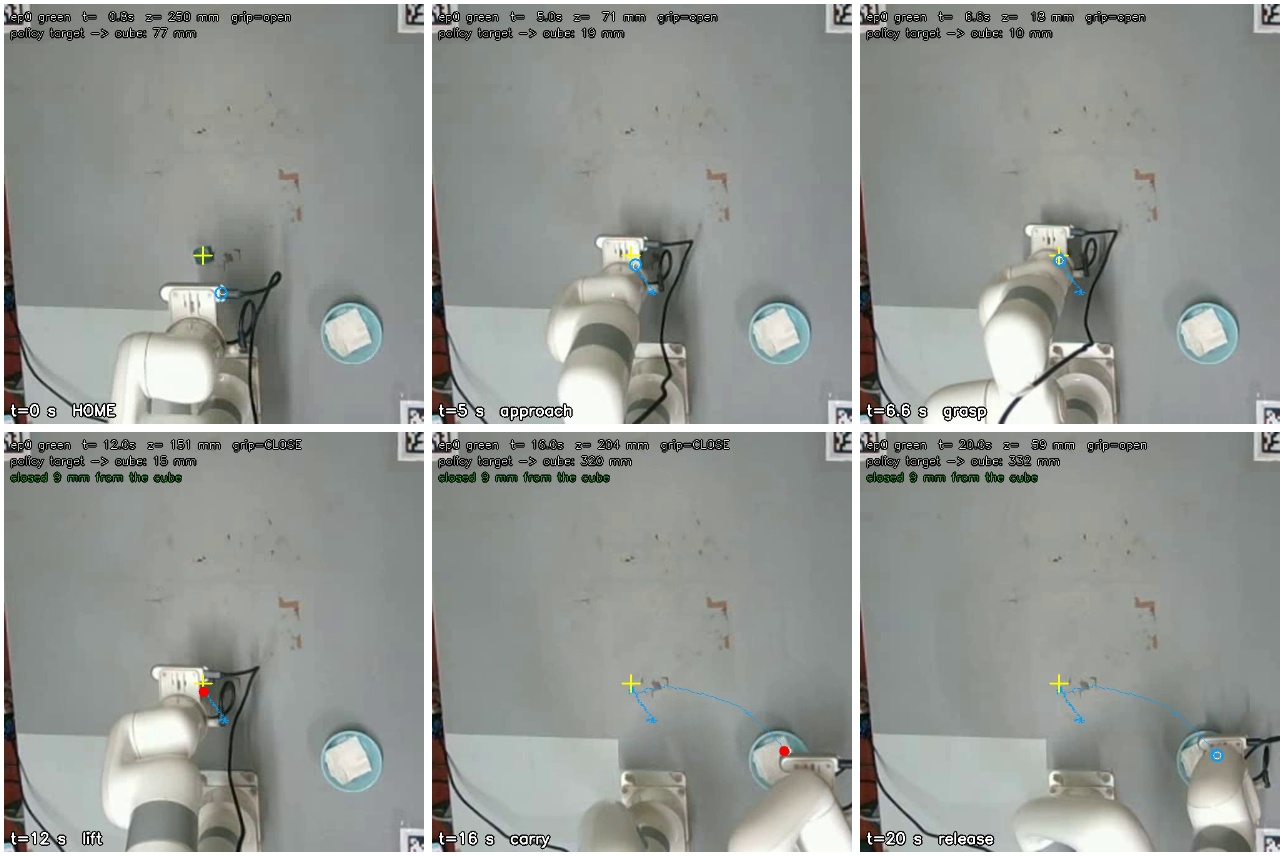 ep0 green t= 0.8s z= 250 mm grip=open
policy target -> cube: 77 mm
t=0 s HOME
ep0 green t= 5.0s z= 71 mm grip=open
policy target -> cube: 19 mm
t=5 s approach
ep0 green t= 6.6s z= 18 mm grip=open
policy target -> cube: 10 mm
t=6.6 s grasp
ep0 green t= 12.0s z= 151 mm grip=CLOSE
policy target -> cube: 15 mm
closed 9 mm from the cube
t=12 s lift
ep0 green t= 16.0s z= 204 mm grip=CLOSE
policy target -> cube: 320 mm
closed 9 mm from the cube
t=16 s carry
ep0 green t= 20.0s z= 59 mm grip=open
policy target -> cube: 332 mm
closed 9 mm from the cube
t=20 s release